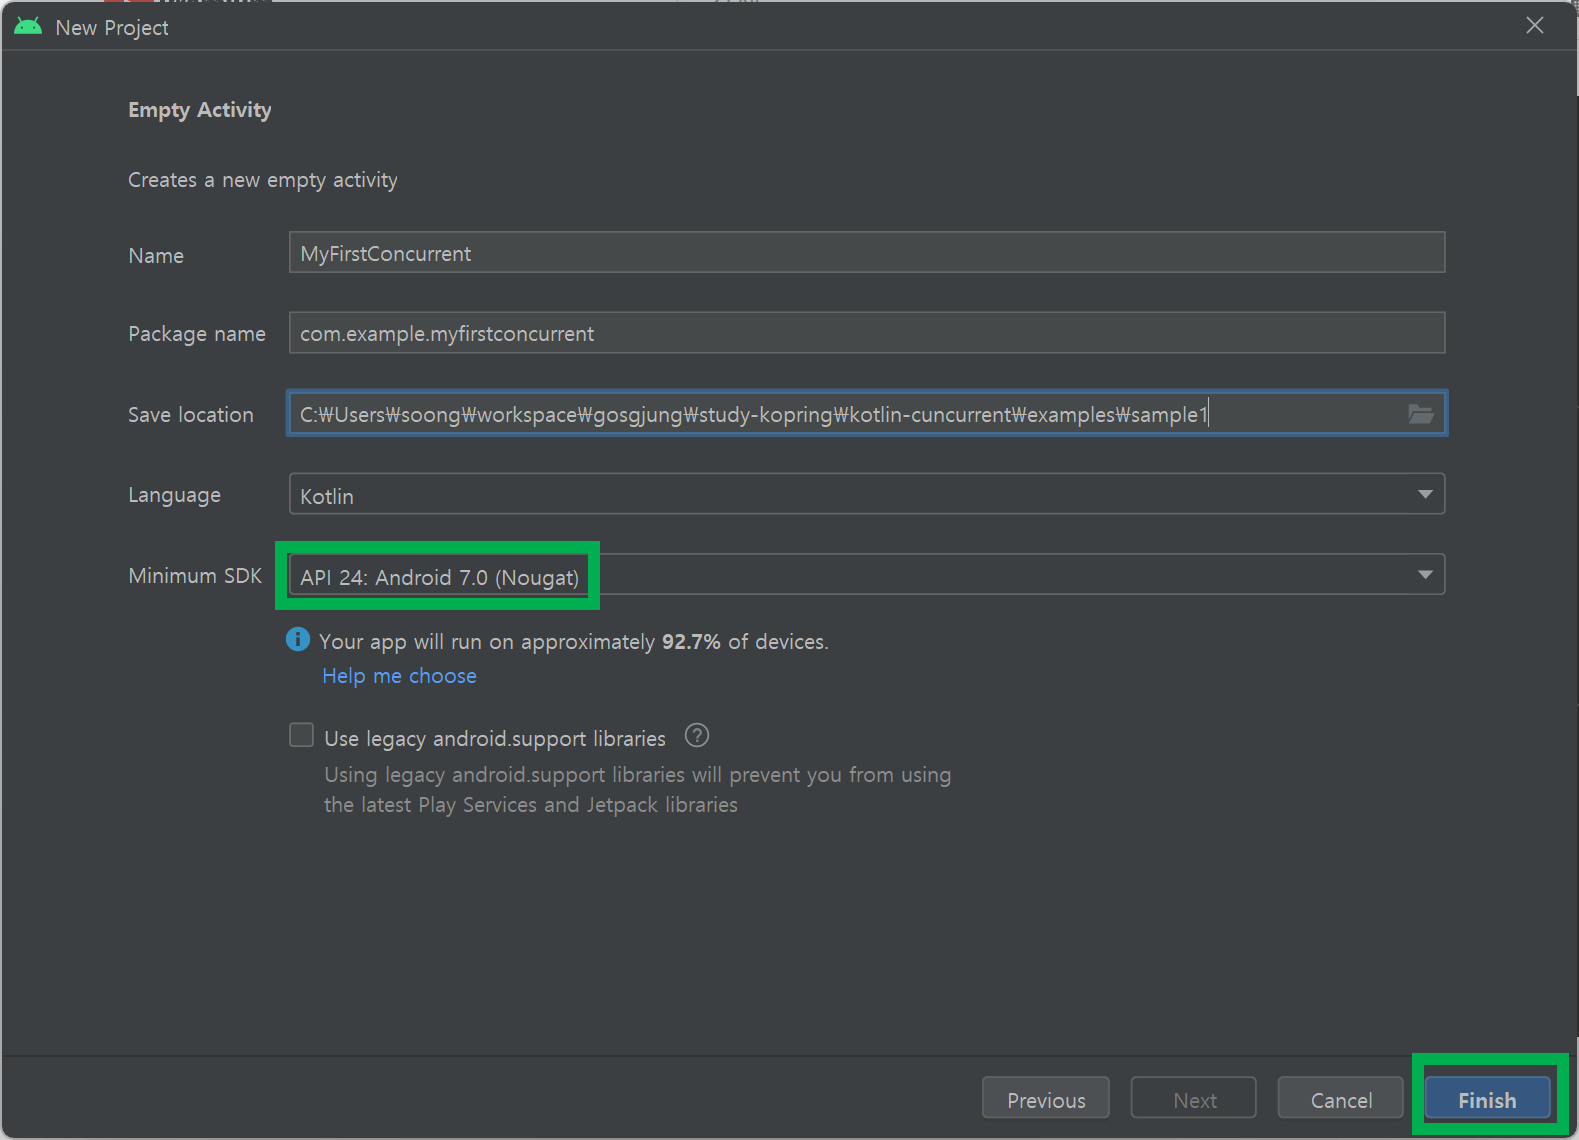 New Project
Empty Activity
Creates a new empty activity
Name MyFirstConcurrent
Package name com.example.myfirstconcurrent
Save location C:₩Users₩soong₩workspace₩gosgjung₩study-kopring₩kotlin-cuncurrent₩examples₩sample1
Language Kotlin
Minimum SDK API 24: Android 7.0 (Nougat)
Your app will run on approximately 92.7% of devices.
Help me choose
Use legacy android.support libraries ?
Using legacy android.support libraries will prevent you from using
the latest Play Services and Jetpack libraries
Previous Next Cancel Finish